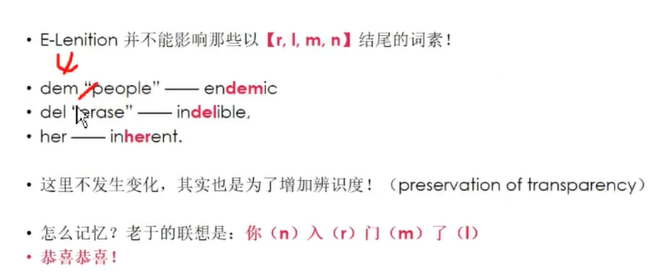 • E-Lenition 并不能影响那些以【r, l, m, n】结尾的词素！
• dem “people” —— endemic
• del “erase” —— indelible,
• her —— inherent.
• 这里不发生变化，其实也是为了增加辨识度！（preservation of transparency）
• 怎么记忆？老于的联想是：你（n）入（r）门（m）了（l）
• 恭喜恭喜！